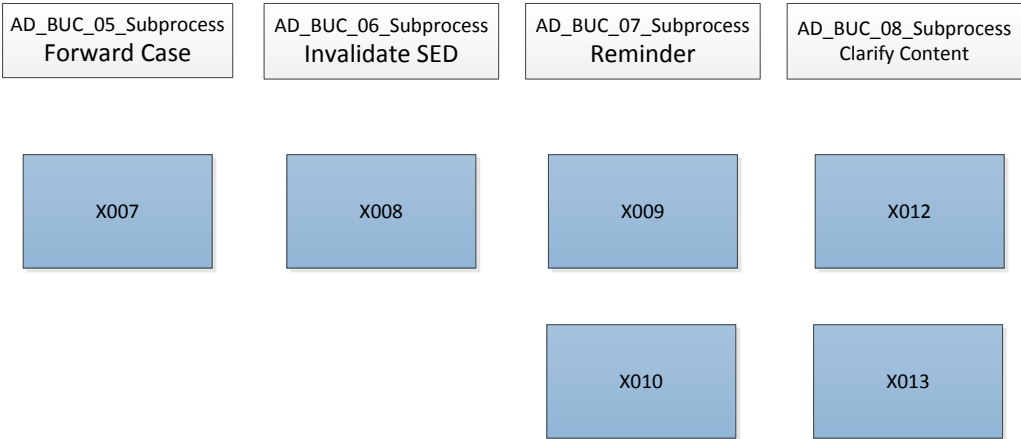 AD_BUC_05_Subprocess
Forward Case
AD_BUC_06_Subprocess
Invalidate SED
AD_BUC_07_Subprocess
Reminder
AD_BUC_08_Subprocess
Clarify Content
X007
X008
X009
X012
X010
X013